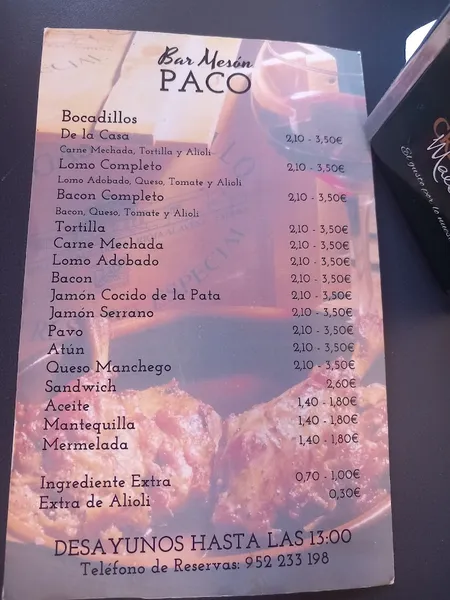 Bar Mesón
PACO
Bocadillos
De la Casa 2,10 - 3,50€
Carne Mechada, Tortilla y Alioli
Lomo Completo 2,10 - 3,50€
Lomo Adobado, Queso, Tomate y Alioli
Bacon Completo 2,10 - 3,50€
Bacon, Queso, Tomate y Alioli
Tortilla 2,10 - 3,50€
Carne Mechada 2,10 - 3,50€
Lomo Adobado 2,10 - 3,50€
Bacon 2,10 - 3,50€
Jamón Cocido de la Pata 2,10 - 3,50€
Jamón Serrano 2,10 - 3,50€
Pavo 2,10 - 3,50€
Atún 2,10 - 3,50€
Queso Manchego 2,10 - 3,50€
Sandwich 2,60€
Aceite 1,40 - 1,80€
Mantequilla 1,40 - 1,80€
Mermelada 1,40 - 1,80€
Ingrediente Extra 0,70 - 1,00€
Extra de Alioli 0,30€
DESAYUNOS HASTA LAS 13:00
Teléfono de Reservas: 952 233 198
El gusto por lo